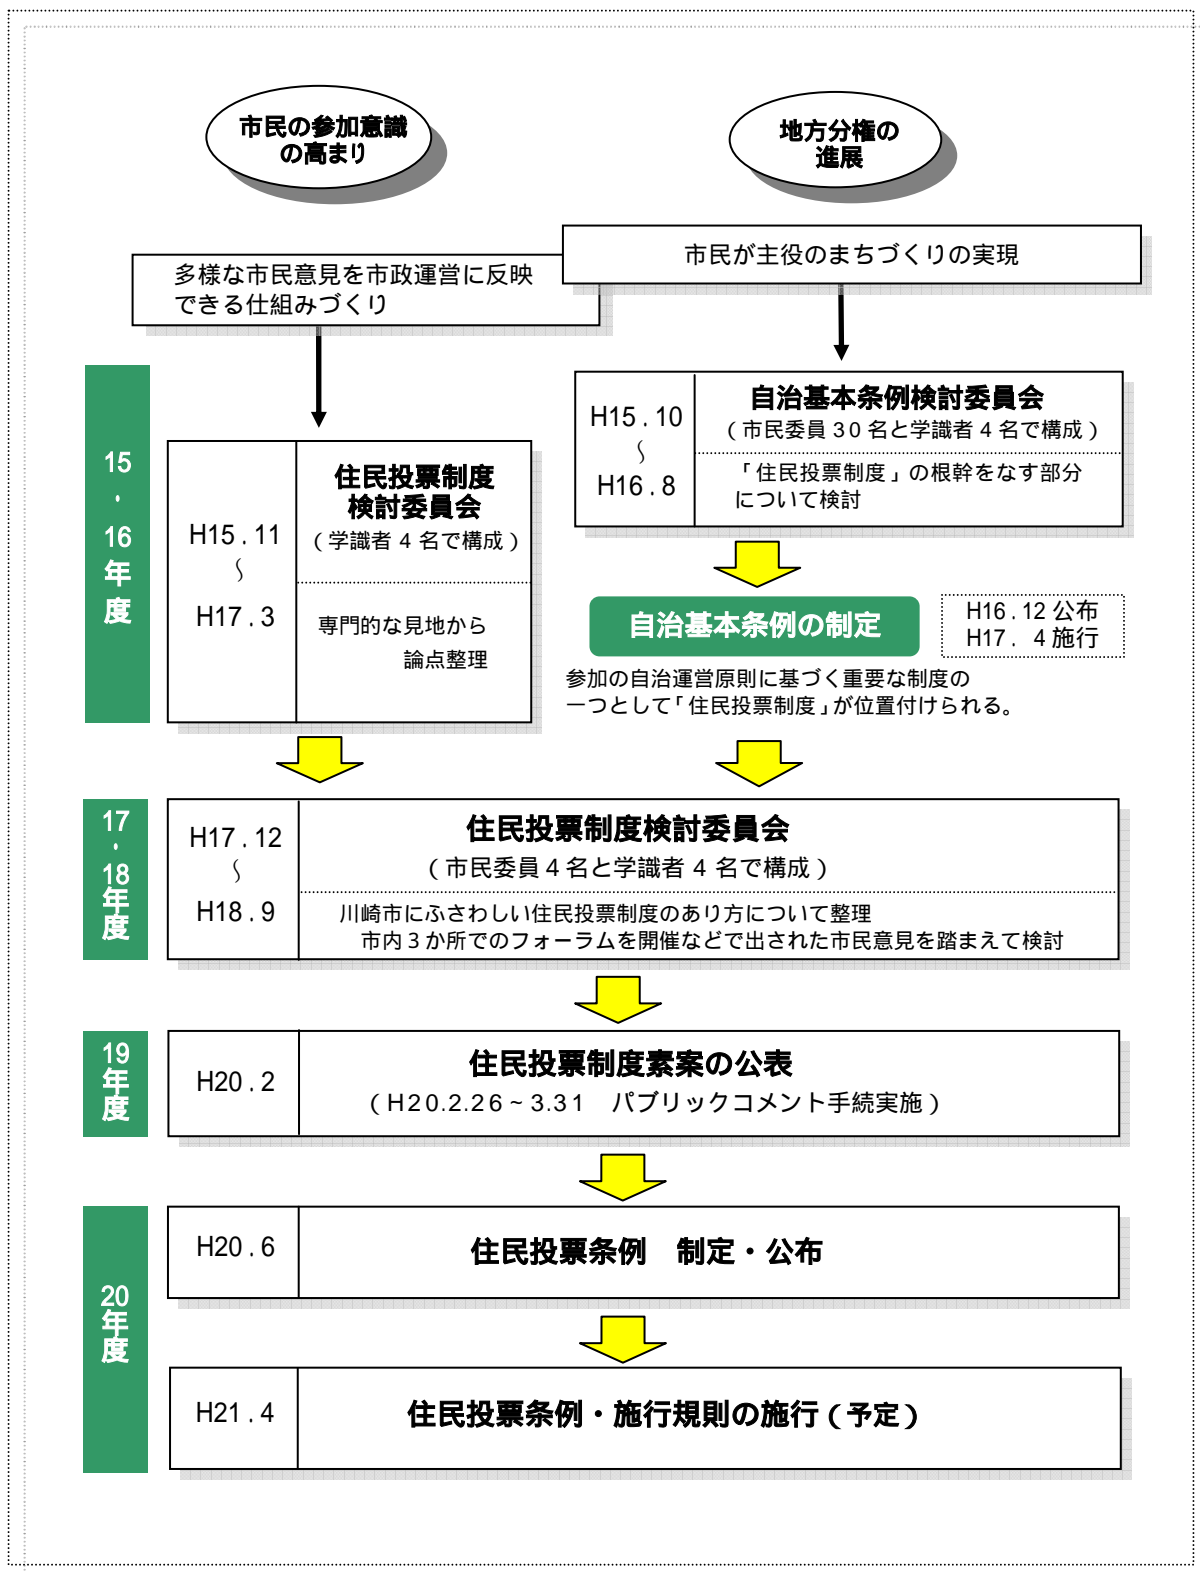 市民の参加意識
の高まり
地方分権の
進展
多様な市民意見を市政運営に反映
できる仕組みづくり
市民が主役のまちづくりの実現
15・16年度
H15.11
～
H17.3
住民投票制度
検討委員会
(学識者4名で構成)
専門的な見地から
論点整理
H15.10
～
H16.8
自治基本条例検討委員会
(市民委員30名と学識者4名で構成)
「住民投票制度」の根幹をなす部分
について検討
自治基本条例の制定
H16.12公布
H17.4施行
参加の自治運営原則に基づく重要な制度の
一つとして「住民投票制度」が位置付けられる。
17・18年度
H17.12
～
H18.9
住民投票制度検討委員会
(市民委員4名と学識者4名で構成)
川崎市にふさわしい住民投票制度のあり方について整理
市内3か所でのフォーラムを開催などで出された市民意見を踏まえて検討
19年度
H20.2
住民投票制度素案の公表
(H20.2.26~3.31 パブリックコメント手続実施)
20年度
H20.6
住民投票条例 制定・公布
H21.4
住民投票条例・施行規則の施行(予定)